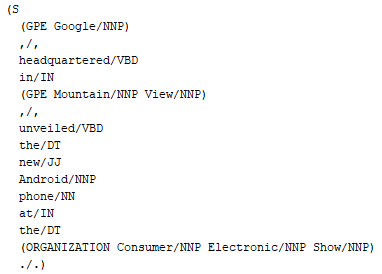 (S
(GPE Google/NNP)
,/,
headquartered/VBD
in/IN
(GPE Mountain/NNP View/NNP)
,/,
unveiled/VBD
the/DT
new/JJ
Android/NNP
phone/NN
at/IN
the/DT
(ORGANIZATION Consumer/NNP Electronic/NNP Show/NNP)
./.)